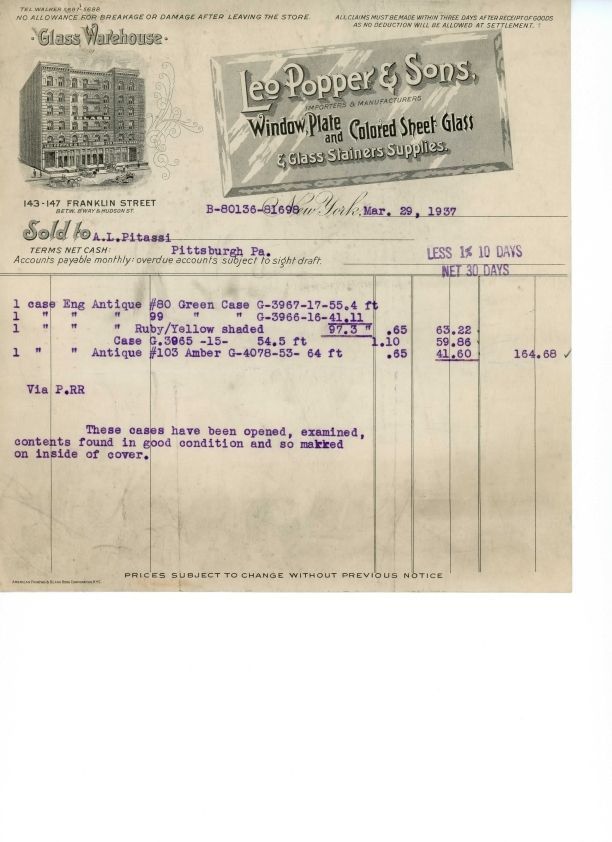 TEL. WALKER 5687-5688
NO ALLOWANCE FOR BREAKAGE OR DAMAGE AFTER LEAVING THE STORE.
ALL CLAIMS MUST BE MADE WITHIN THREE DAYS AFTER RECEIPT OF GOODS
AS NO DEDUCTION WILL BE ALLOWED AT SETTLEMENT.
Glass Warehouse
OF
GLASS
Leo Popper & Sons,
IMPORTERS & MANUFACTURERS
Window, Plate and Colored Sheet Glass
& Glass Stainers Supplies.
143-147 FRANKLIN STREET
BETW. B'WAY & HUDSON ST.
B-80136-81698 New York, Mar. 29, 1937
Sold to A.L.Pitassi
TERMS NET CASH: Pittsburgh Pa.
Accounts payable monthly: overdue accounts subject to sight draft.
LESS 1% 10 DAYS
NET 30 DAYS
1 case Eng Antique #80 Green Case G-3967-17-55.4 ft
1 " " " 99 " " G-3966-16-41.11
1 " " " Ruby/Yellow shaded 97.3 " .65 63.22
Case G.3965 -15- 54.5 ft 1.10 59.86
1 " " Antique #103 Amber G-4078-53- 64 ft .65 41.60 164.68 ✓
Via P.RR
These cases have been opened, examined,
contents found in good condition and so marked
on inside of cover.
PRICES SUBJECT TO CHANGE WITHOUT PREVIOUS NOTICE